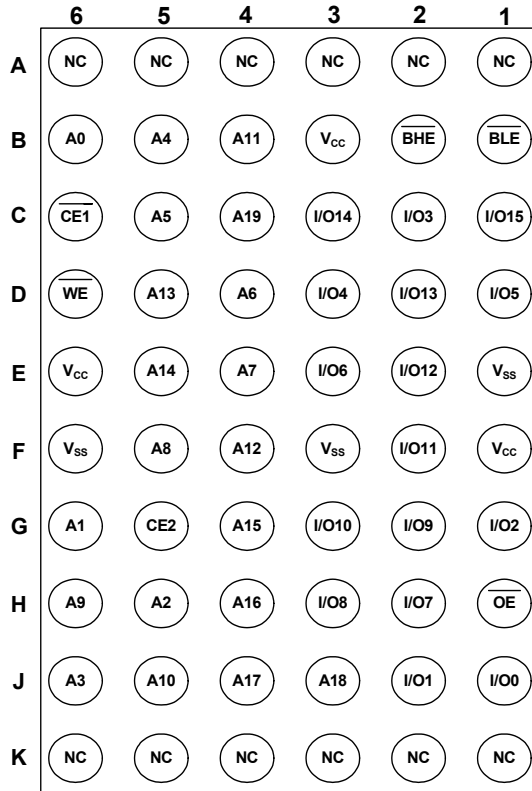 6 5 4 3 2 1
A NC NC NC NC NC NC
B A0 A4 A11 VCC BHE BLE
C CE1 A5 A19 I/O14 I/O3 I/O15
D WE A13 A6 I/O4 I/O13 I/O5
E VCC A14 A7 I/O6 I/O12 VSS
F VSS A8 A12 VSS I/O11 VCC
G A1 CE2 A15 I/O10 I/O9 I/O2
H A9 A2 A16 I/O8 I/O7 OE
J A3 A10 A17 A18 I/O1 I/O0
K NC NC NC NC NC NC